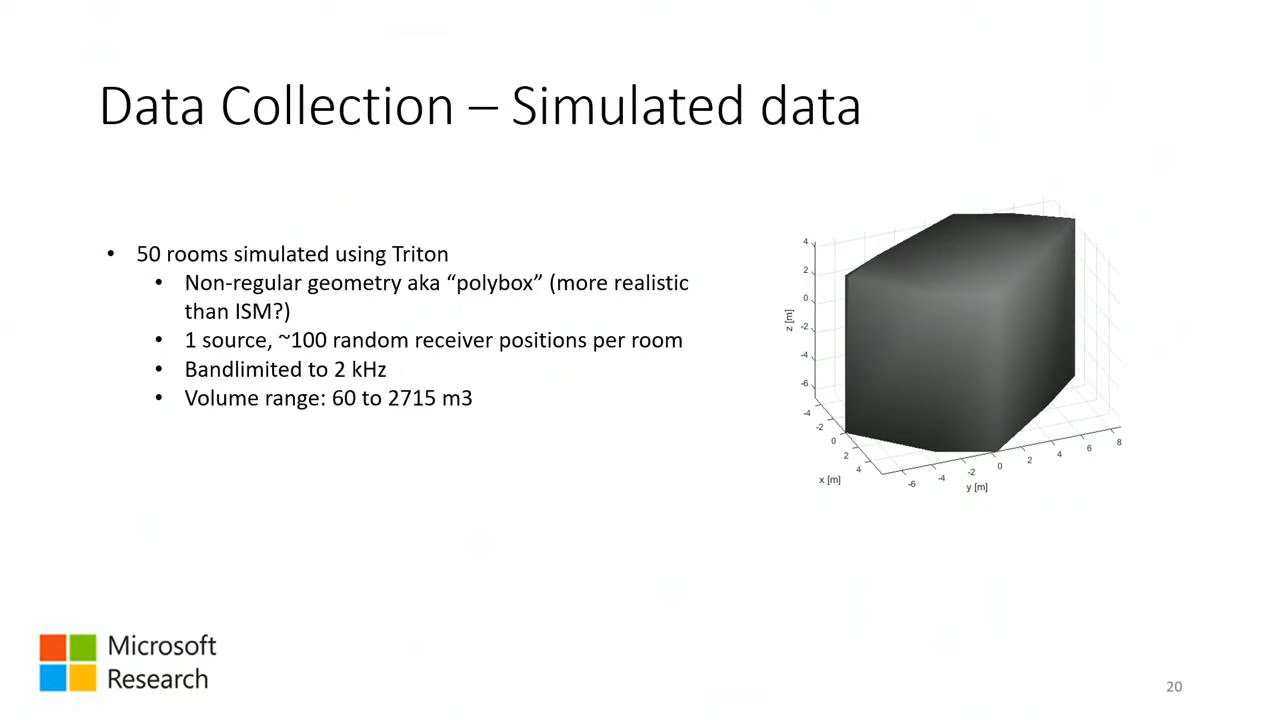 Data Collection – Simulated data
• 50 rooms simulated using Triton
• Non-regular geometry aka “polybox” (more realistic
than ISM?)
• 1 source, ~100 random receiver positions per room
• Bandlimited to 2 kHz
• Volume range: 60 to 2715 m3
4
2
0
-2
-4
-6
z [m]
-4
-2
0
2
4
x [m]
-6
-4
-2
0
2
4
6
8
y [m]
Microsoft
Research
20